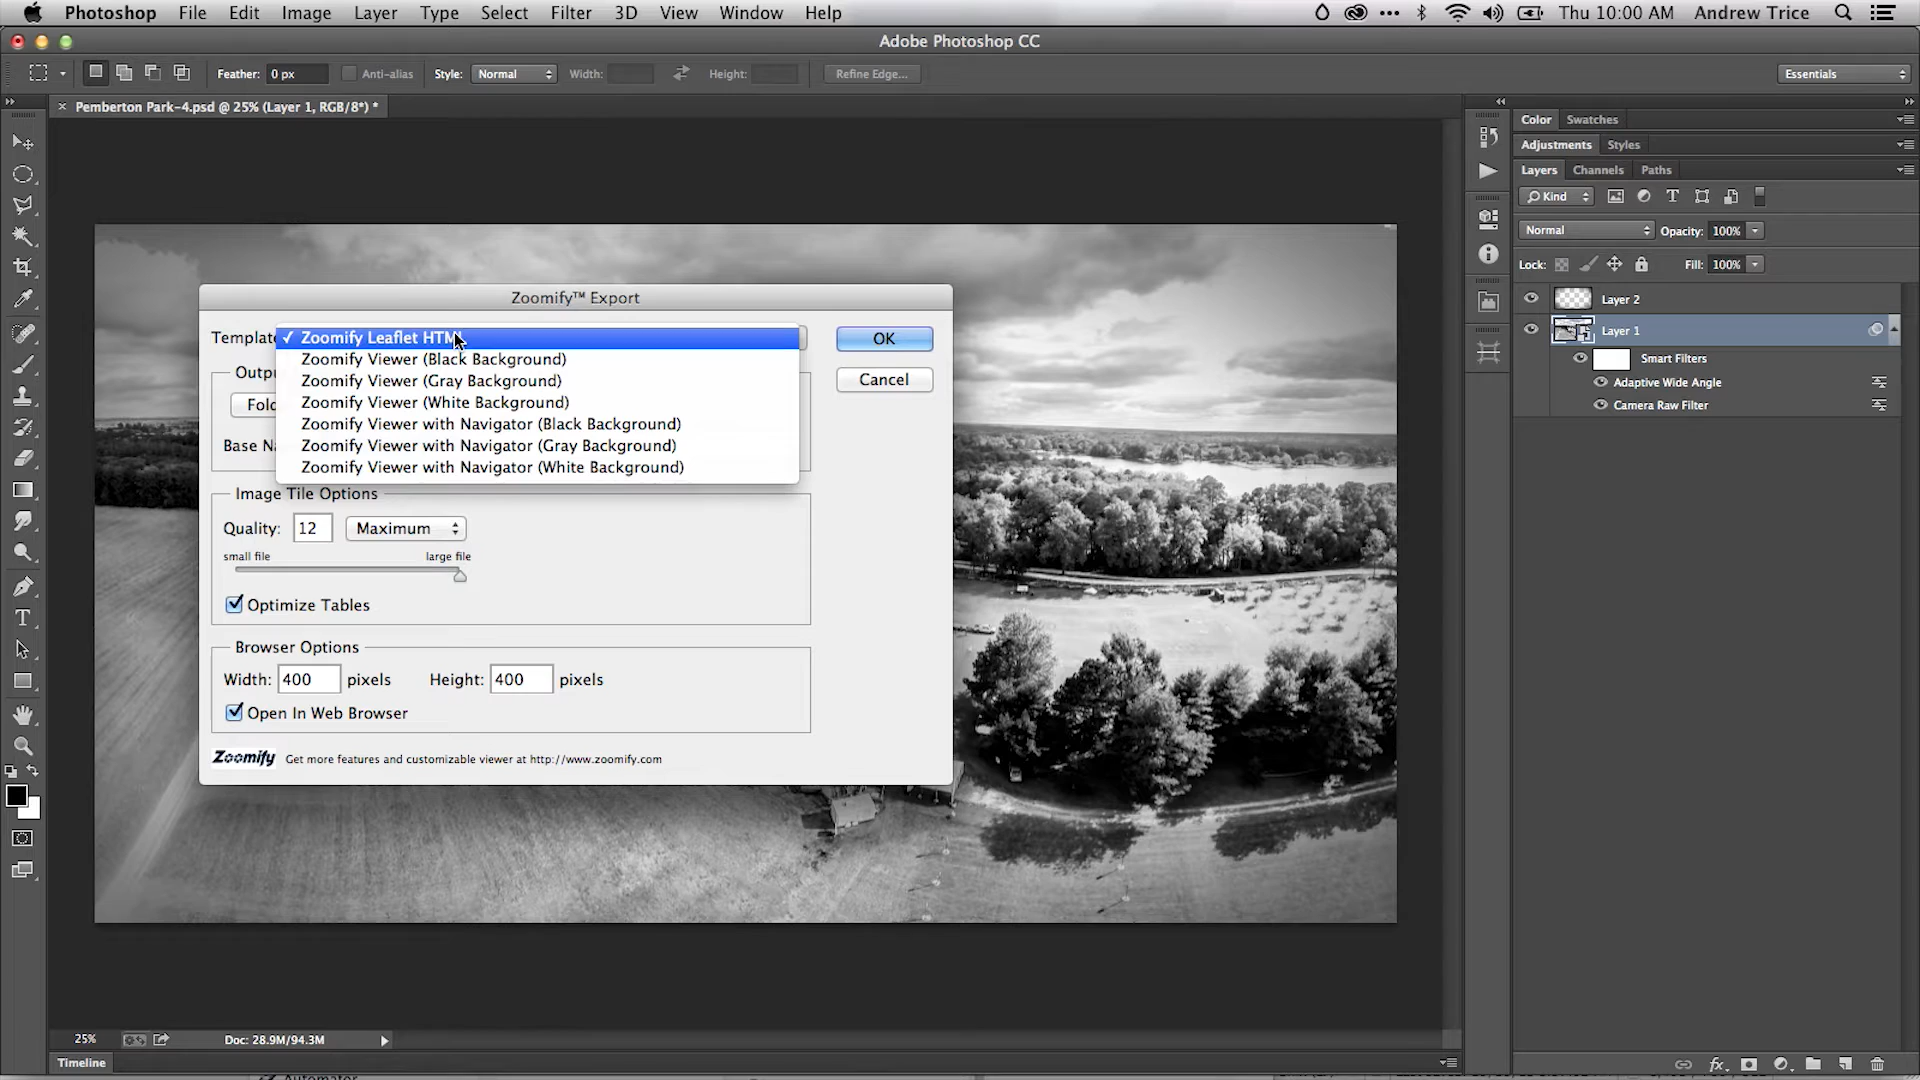 Photoshop File Edit Image Layer Type Select Filter 3D View Window Help Thu 10:00 AM Andrew Trice
Adobe Photoshop CC
Feather: 0 px Anti-alias Style: Normal Width: Height: Refine Edge... Essentials
× Pemberton Park-4.psd @ 25% (Layer 1, RGB/8*) *
Color Swatches
Adjustments Styles
Layers Channels Paths
Kind
Normal Opacity: 100%
Lock: Fill: 100%
Layer 2
Layer 1
Smart Filters
Adaptive Wide Angle
Camera Raw Filter
Zoomify™ Export
Template
✓ Zoomify Leaflet HTM
Zoomify Viewer (Black Background)
Zoomify Viewer (Gray Background)
Zoomify Viewer (White Background)
Zoomify Viewer with Navigator (Black Background)
Zoomify Viewer with Navigator (Gray Background)
Zoomify Viewer with Navigator (White Background)
OK
Cancel
Outpu
Fold
Base Na
Image Tile Options
Quality: 12 Maximum
small file large file
Optimize Tables
Browser Options
Width: 400 pixels Height: 400 pixels
Open In Web Browser
Zoomify Get more features and customizable viewer at http://www.zoomify.com
25% Doc: 28.9M/94.3M
Timeline
fx
Automator